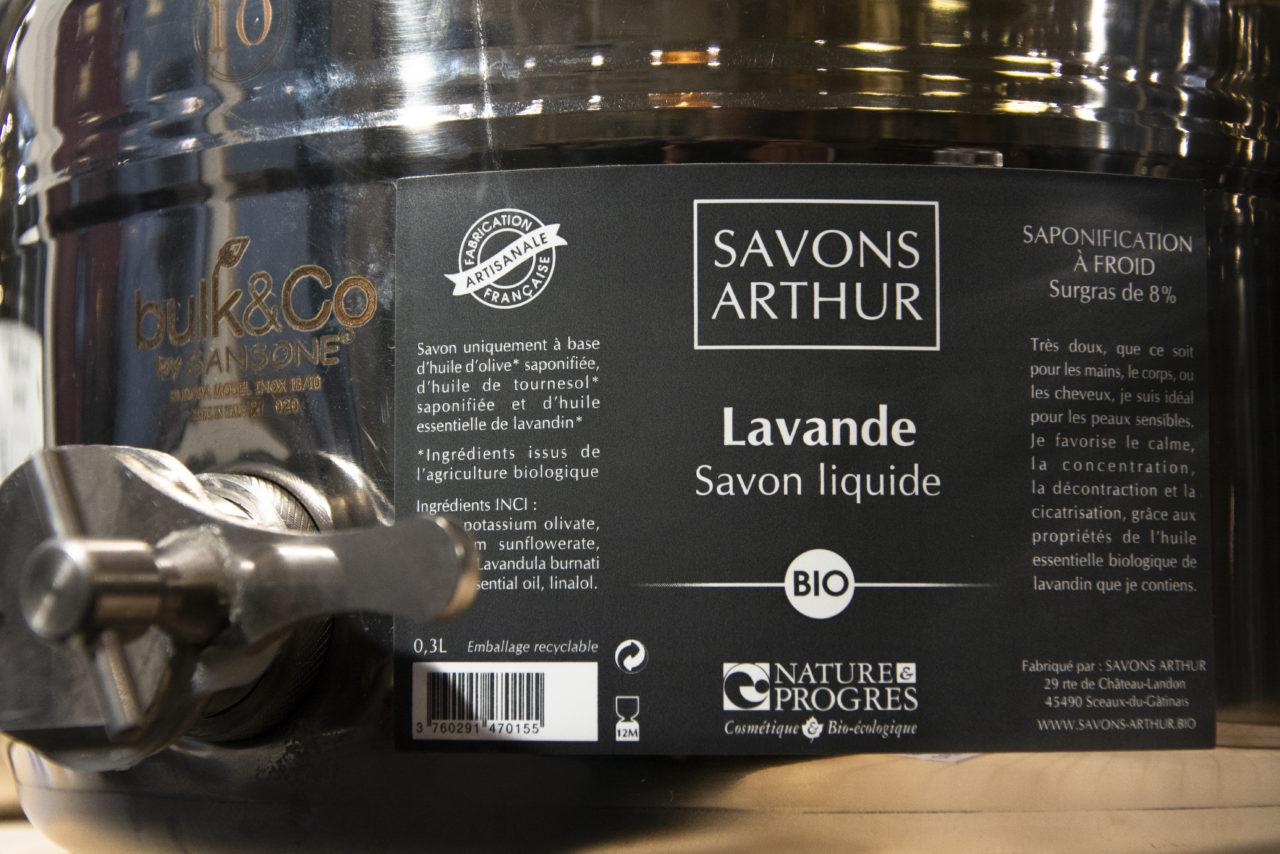 10
bulk&Co
by SANSONE®
MODEL INOX 18/10
FABRICATION
ARTISANALE
FRANÇAISE
Savon uniquement à base
d'huile d'olive* saponifiée,
d'huile de tournesol*
saponifiée et d'huile
essentielle de lavandin*
*Ingrédients issus de
l'agriculture biologique
Ingrédients INCI :
potassium olivate,
sunflowerate,
Lavandula burnati
oil, linalol.
0,3L Emballage recyclable
3 760291 470155
12M
SAVONS
ARTHUR
Lavande
Savon liquide
BIO
NATURE &
PROGRES
Cosmétique Bio-écologique
SAPONIFICATION
À FROID
Surgras de 8%
Très doux, que ce soit
pour les mains, le corps, ou
les cheveux, je suis idéal
pour les peaux sensibles.
Je favorise le calme,
la concentration,
la décontraction et la
cicatrisation, grâce aux
propriétés de l'huile
essentielle biologique de
lavandin que je contiens.
Fabriqué par : SAVONS ARTHUR
29 rte de Château-Landon
45490 Sceaux-du-Gâtinais
WWW.SAVONS-ARTHUR.BIO